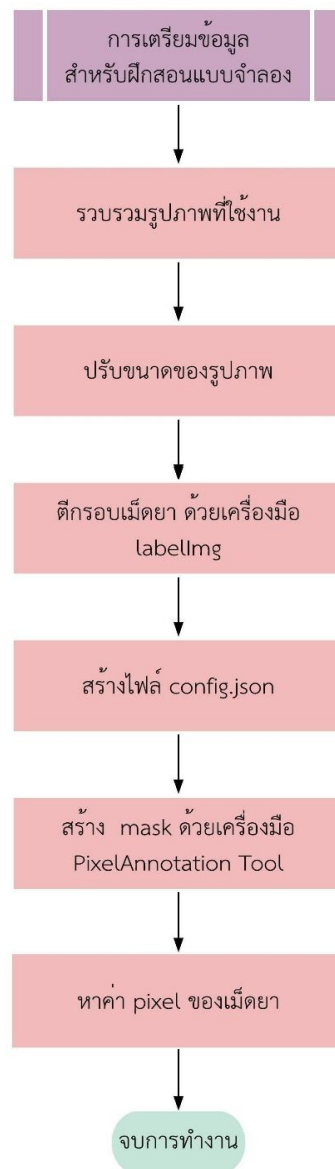 การเตรียมข้อมูล
สำหรับฝึกสอนแบบจำลอง
รวบรวมรูปภาพที่ใช้งาน
ปรับขนาดของรูปภาพ
ตีกรอบเม็ดยา ด้วยเครื่องมือ
labelImg
สร้างไฟล์ config.json
สร้าง mask ด้วยเครื่องมือ
PixelAnnotation Tool
หาค่า pixel ของเม็ดยา
จบการทำงาน